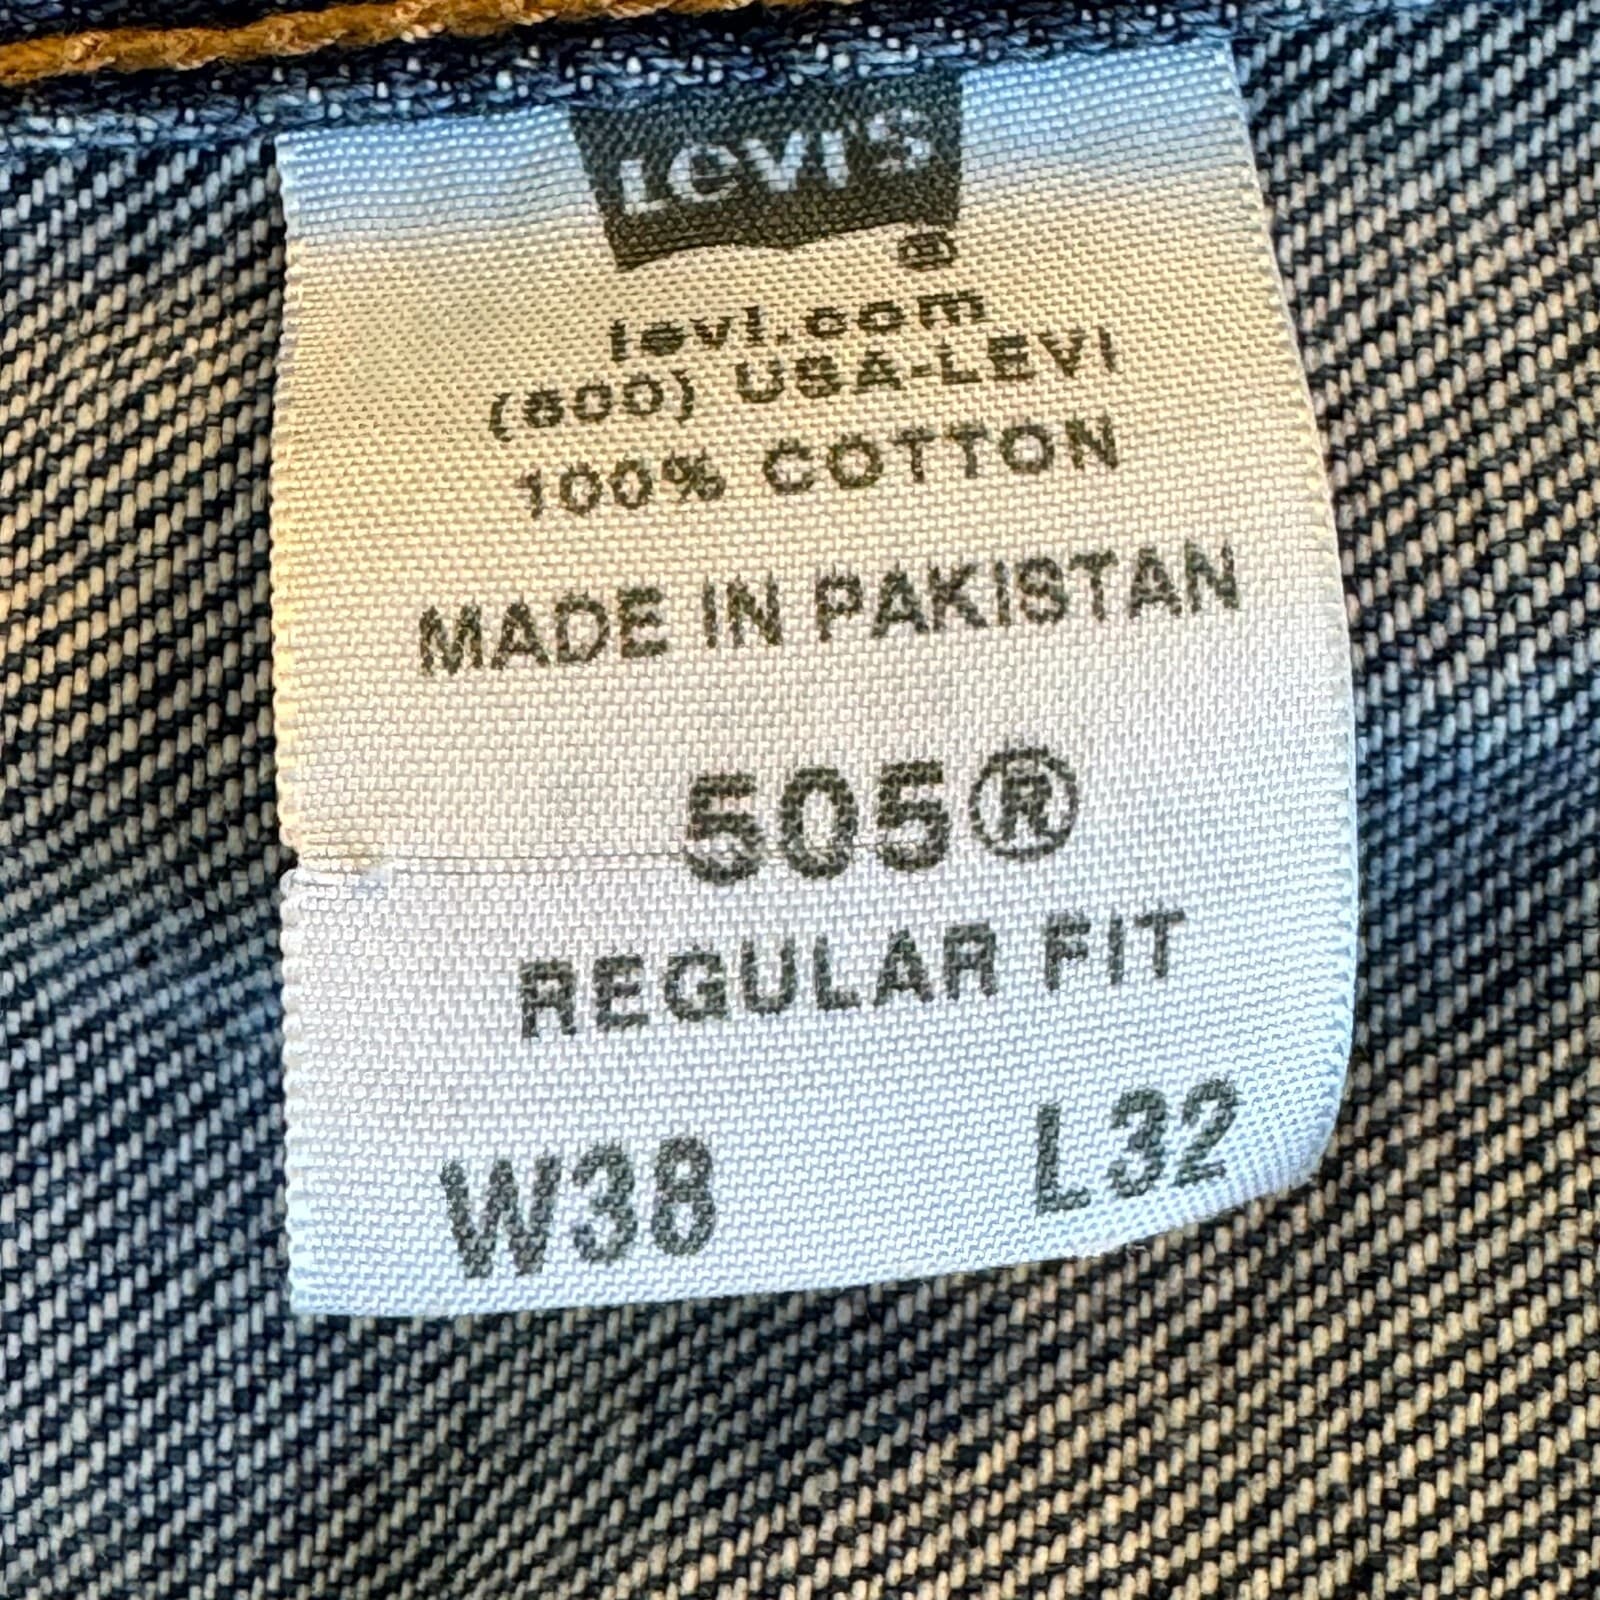 Levi's
®
levi.com
(800) USA-LEVI
100% COTTON
MADE IN PAKISTAN
505®
REGULAR FIT
W38 L32